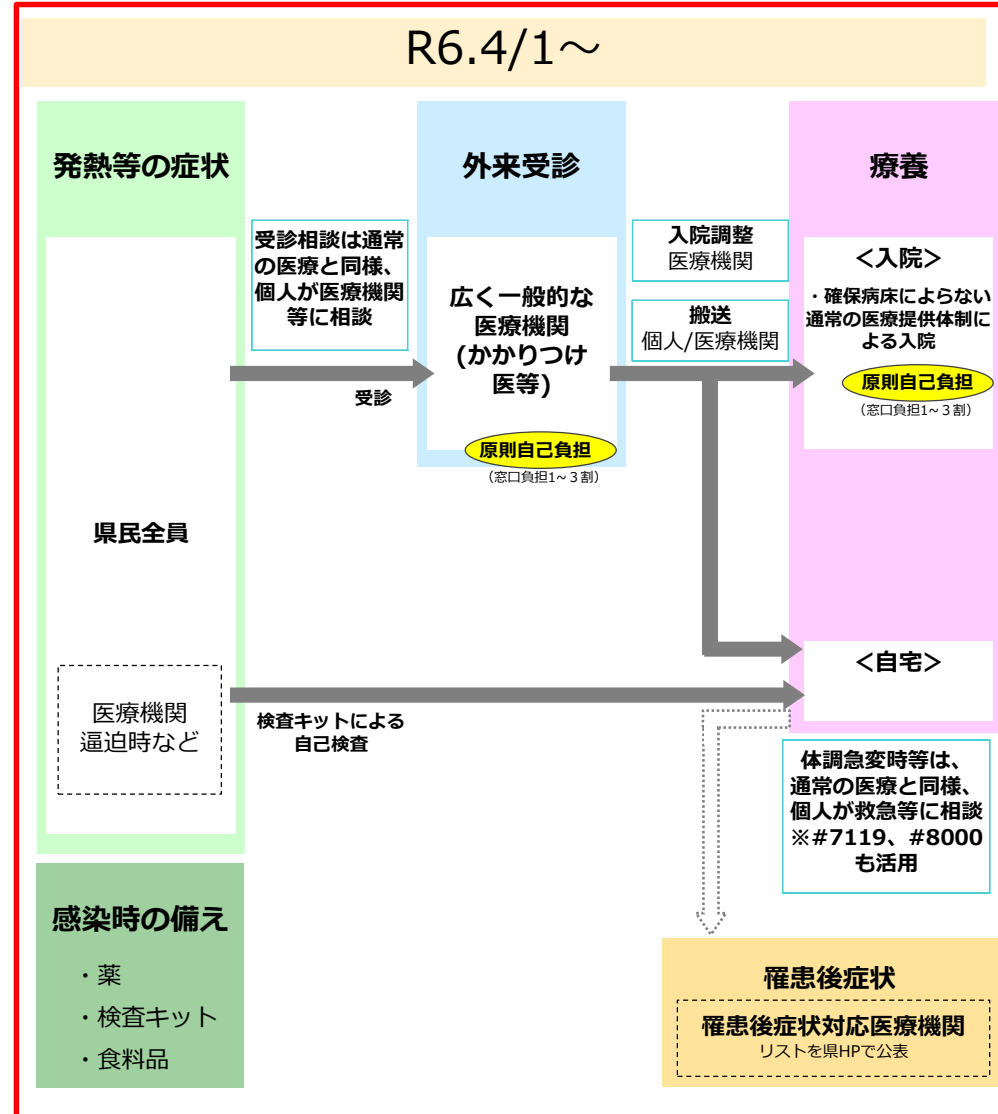 R6.4/1～
発熱等の症状
受診相談は通常
の医療と同様、
個人が医療機関
等に相談
受診
県民全員
医療機関
逼迫時など
検査キットによる
自己検査
外来受診
広く一般的な
医療機関
(かかりつけ
医等)
原則自己負担
（窓口負担1～３割）
入院調整
医療機関
搬送
個人/医療機関
療養
＜入院＞
・確保病床によらない
通常の医療提供体制に
よる入院
原則自己負担
（窓口負担1～３割）
＜自宅＞
体調急変時等は、
通常の医療と同様、
個人が救急等に相談
※#7119、#8000
も活用
感染時の備え
・薬
・検査キット
・食料品
罹患後症状
罹患後症状対応医療機関
リストを県HPで公表